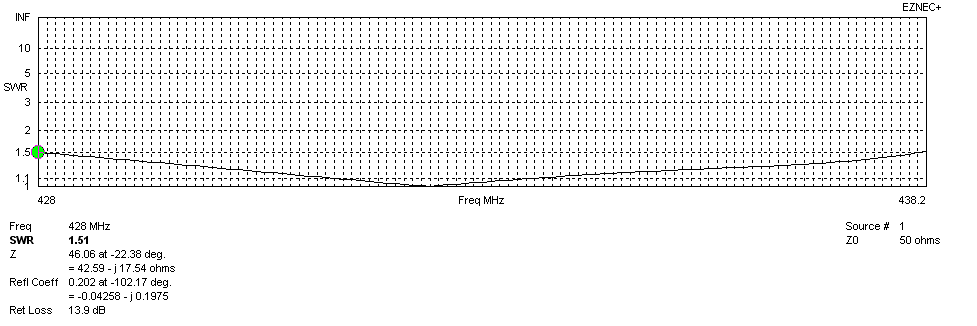 EZNEC+
INF
10
5
SWR
3
2
1.5
1.1
1
428 Freq MHz 438.2
Freq 428 MHz Source # 1
SWR 1.51 Z0 50 ohms
Z 46.06 at -22.38 deg.
= 42.59 - j 17.54 ohms
Refl Coeff 0.202 at -102.17 deg.
= -0.04258 - j 0.1975
Ret Loss 13.9 dB